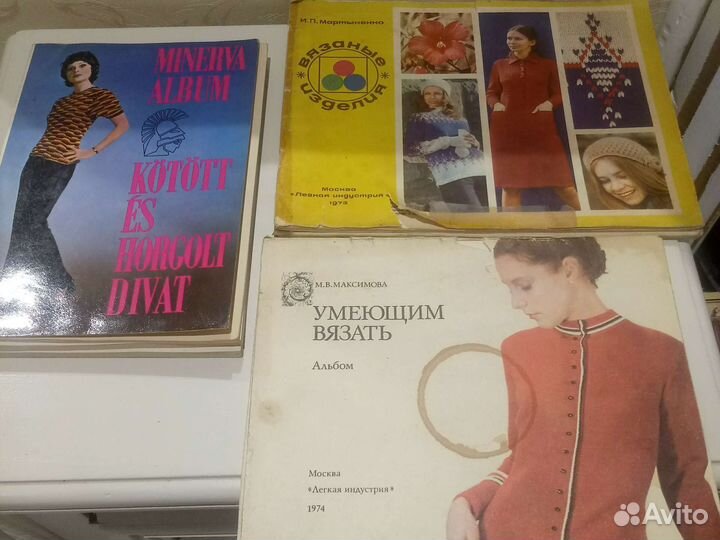 MINERVA
ALBUM
KÖTÖTT
ÉS
HORGOLT
DIVAT
И.П. Мартыненко
вязаные
изделия
Москва
«Легкая индустрия»
1973
М.В.МАКСИМОВА
УМЕЮЩИМ
ВЯЗАТЬ
Альбом
Москва
«Легкая индустрия»
1974
Avito